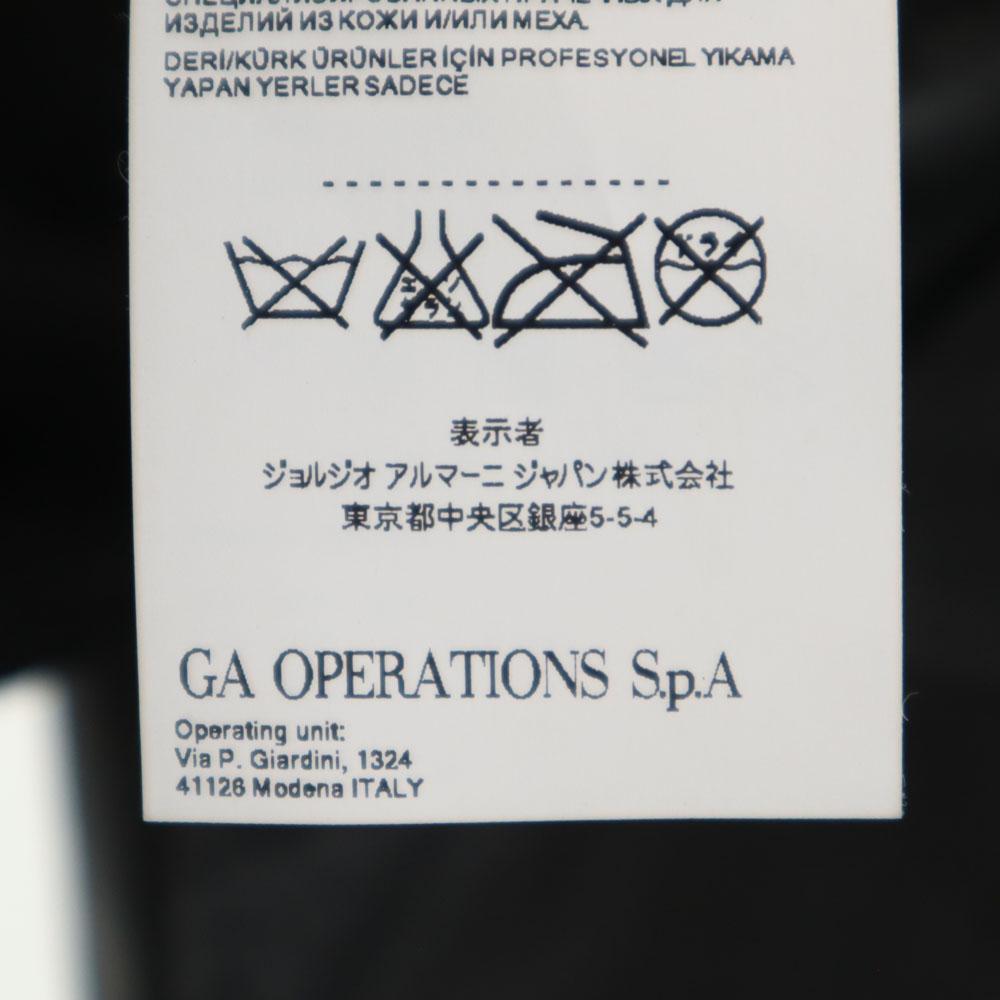 ИЗДЕЛИЙ ИЗ КОЖИ И/ИЛИ МЕХА.
DERI/KÜRK ÜRÜNLER İÇİN PROFESYONEL YIKAMA
YAPAN YERLER SADECE
表示者
ジョルジオ アルマーニ ジャパン株式会社
東京都中央区銀座5-5-4
GA OPERATIONS S.p.A
Operating unit:
Via P. Giardini, 1324
41126 Modena ITALY